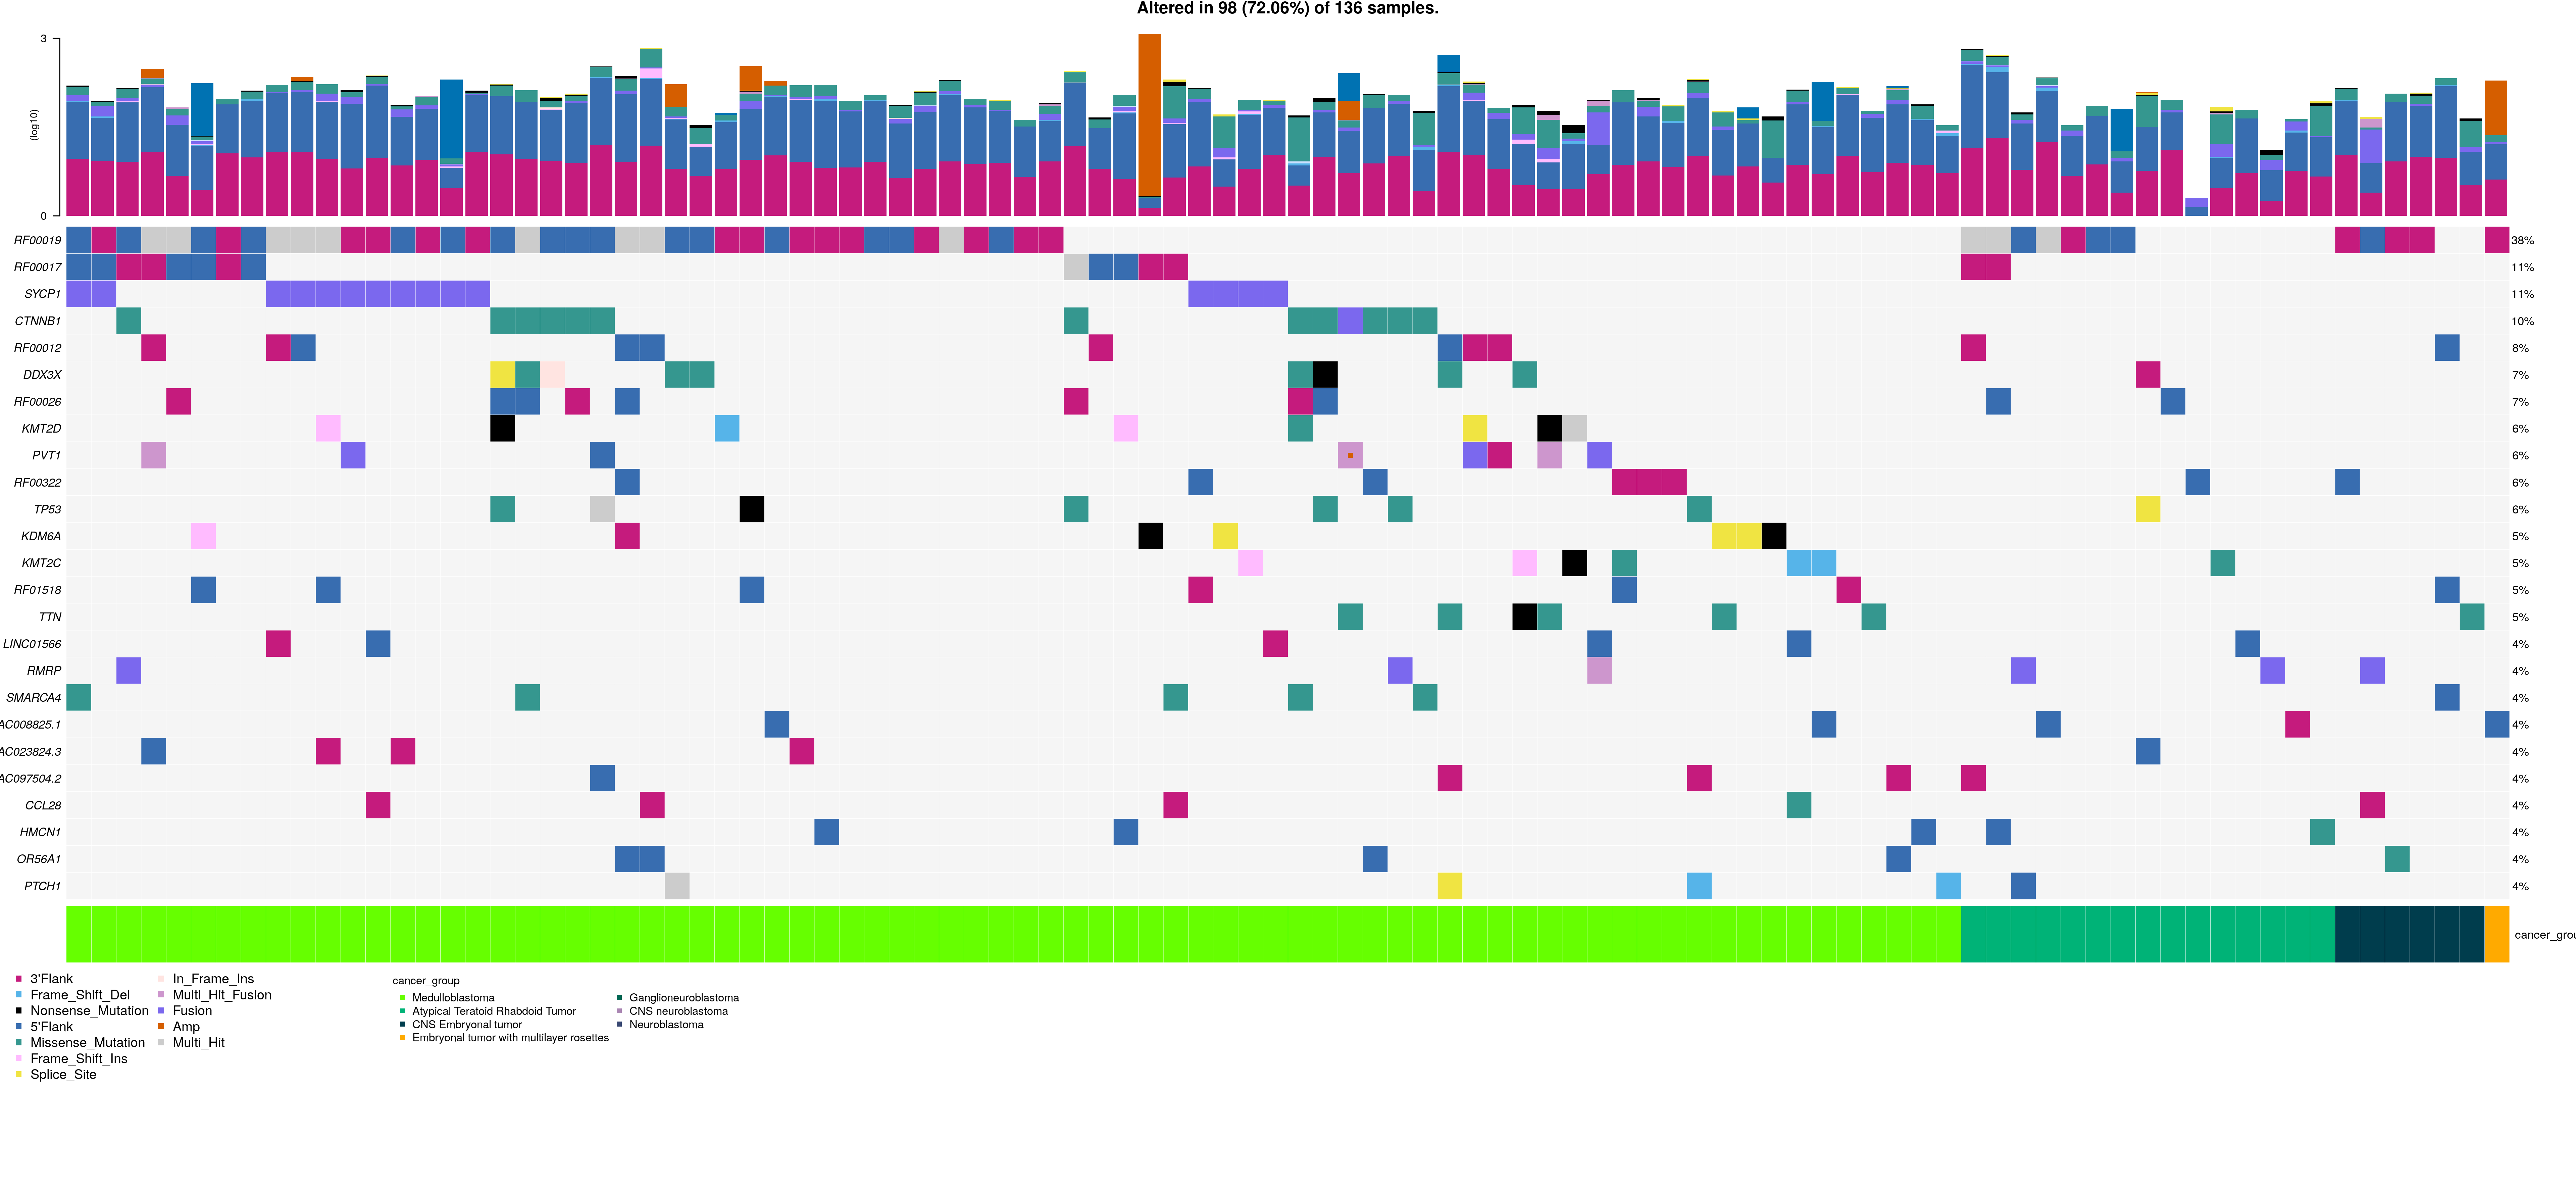 Altered in 98 (72.06%) of 136 samples.
3
(log10)
0
RF00019 38%
RF00017 11%
SYCP1 11%
CTNNB1 10%
RF00012 8%
DDX3X 7%
RF00026 7%
KMT2D 6%
PVT1 6%
RF00322 6%
TP53 6%
KDM6A 5%
KMT2C 5%
RF01518 5%
TTN 5%
LINC01566 4%
RMRP 4%
SMARCA4 4%
AC008825.1 4%
AC023824.3 4%
AC097504.2 4%
CCL28 4%
HMCN1 4%
OR56A1 4%
PTCH1 4%
cancer_grou
3'Flank
Frame_Shift_Del
Nonsense_Mutation
5'Flank
Missense_Mutation
Frame_Shift_Ins
Splice_Site
In_Frame_Ins
Multi_Hit_Fusion
Fusion
Amp
Multi_Hit
cancer_group
Medulloblastoma
Atypical Teratoid Rhabdoid Tumor
CNS Embryonal tumor
Embryonal tumor with multilayer rosettes
Ganglioneuroblastoma
CNS neuroblastoma
Neuroblastoma